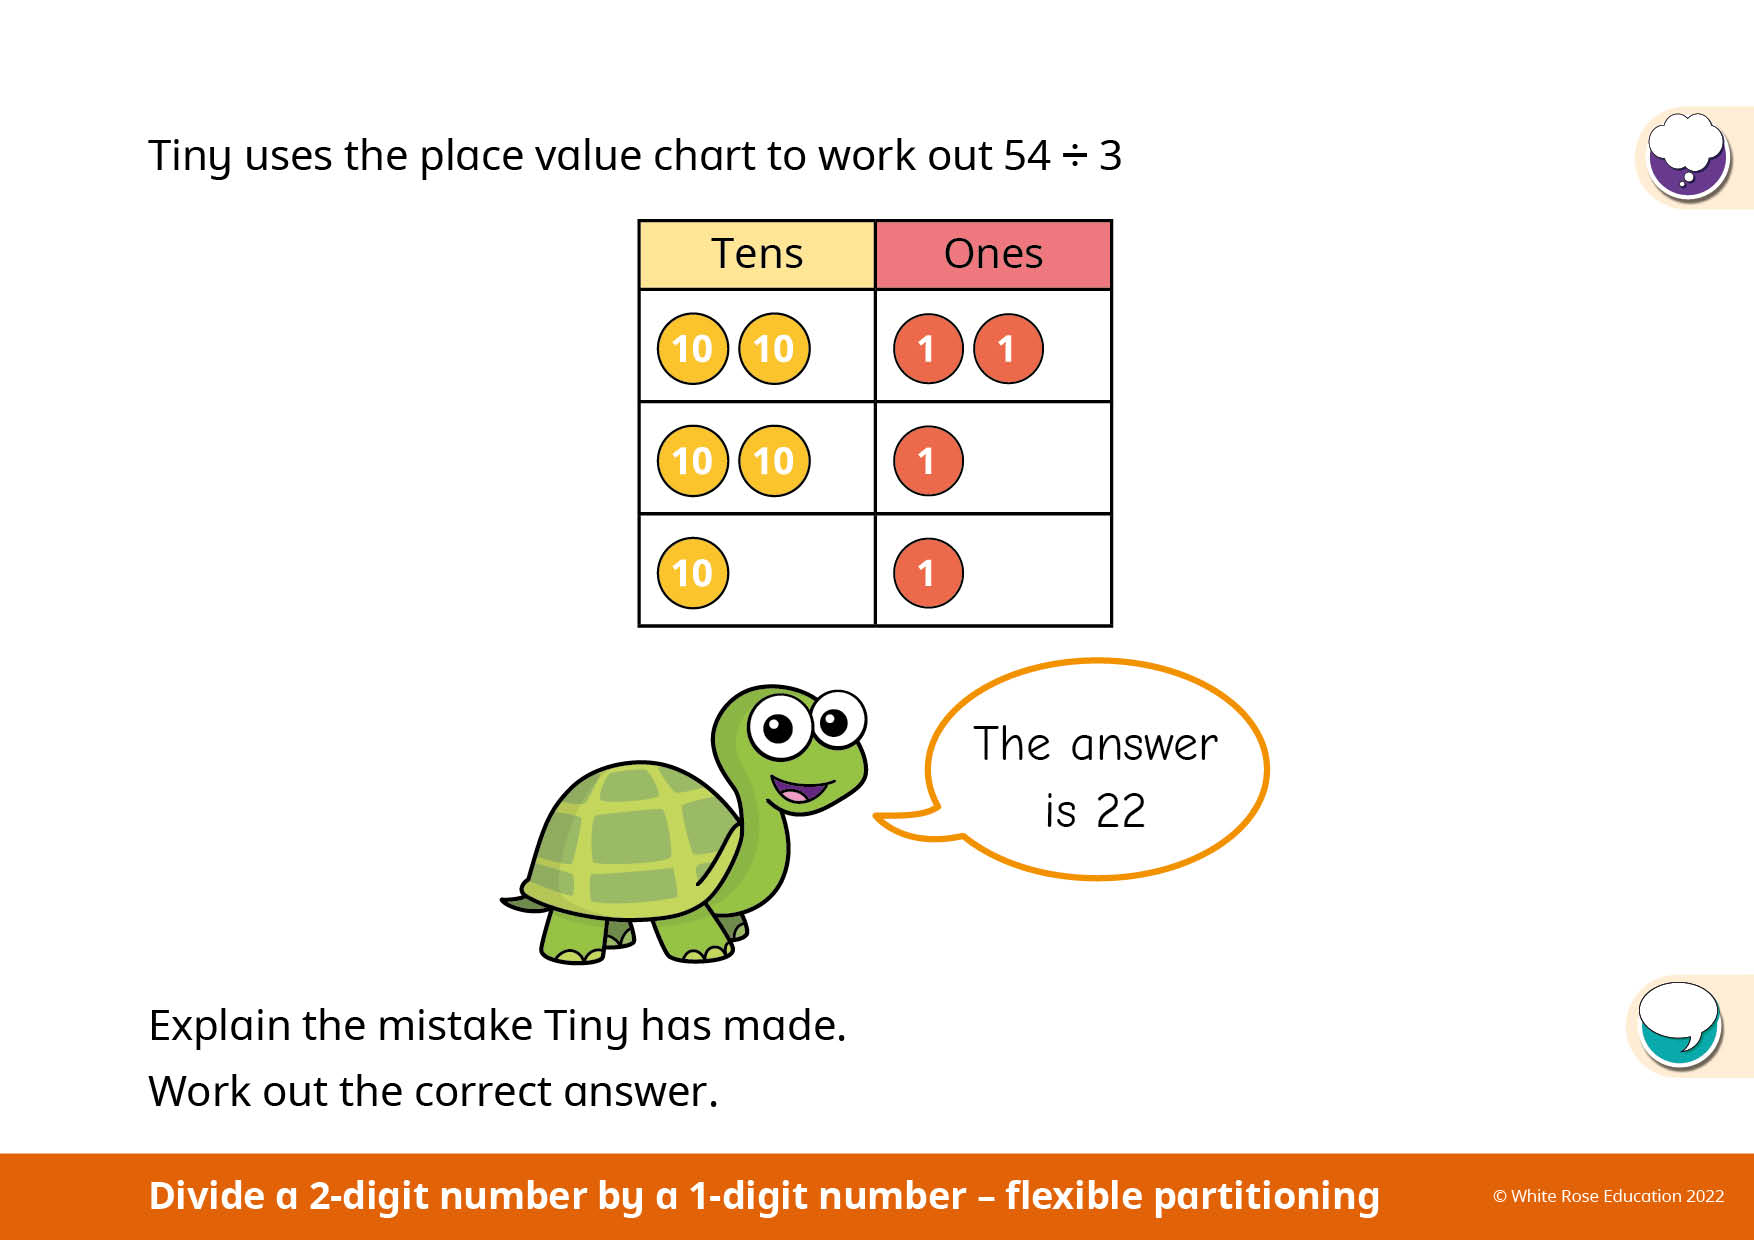 Tiny uses the place value chart to work out 54 ÷ 3
Tens Ones
10 10 1 1
10 10 1
10 1
The answer
is 22
Explain the mistake Tiny has made.
Work out the correct answer.
Divide a 2-digit number by a 1-digit number – flexible partitioning
© White Rose Education 2022